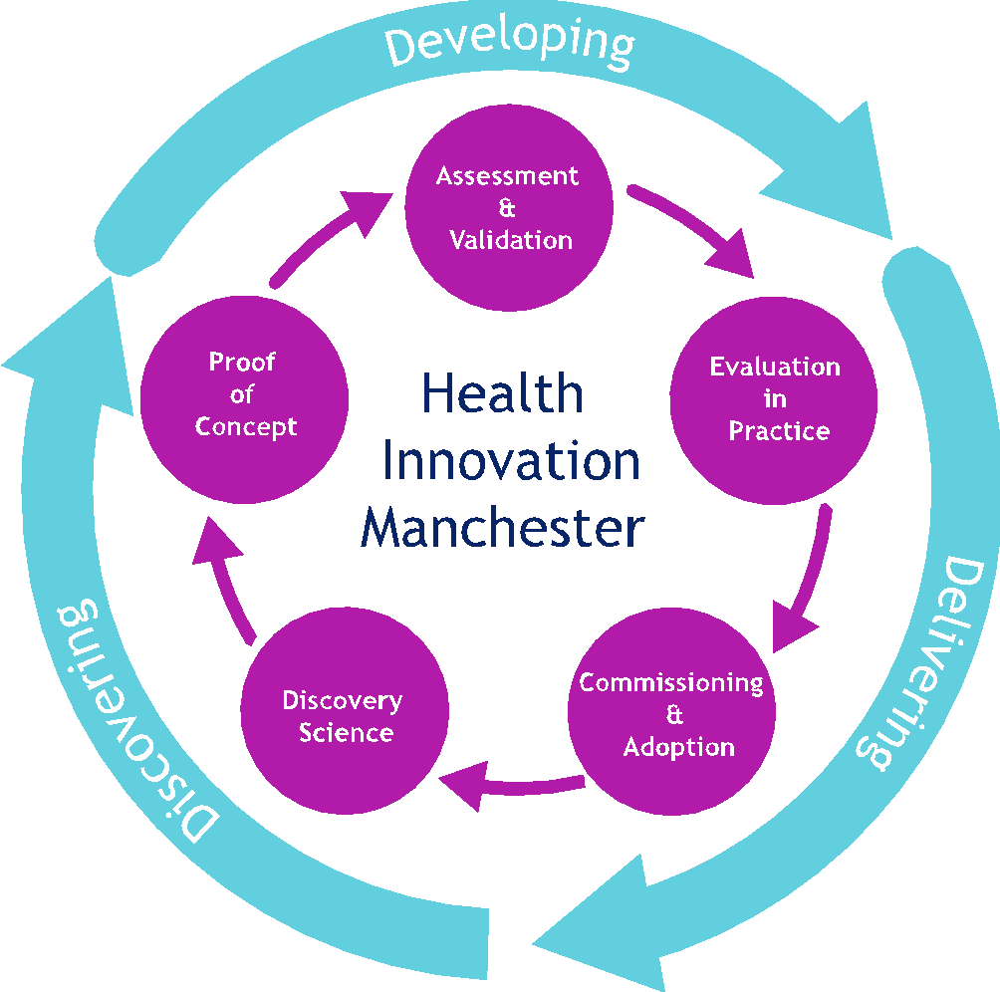 Developing
Assessment
&
Validation
Proof
of
Concept
Evaluation
in
Practice
Health
Innovation
Manchester
Delivering
Discovering
Discovery
Science
Commissioning
&
Adoption